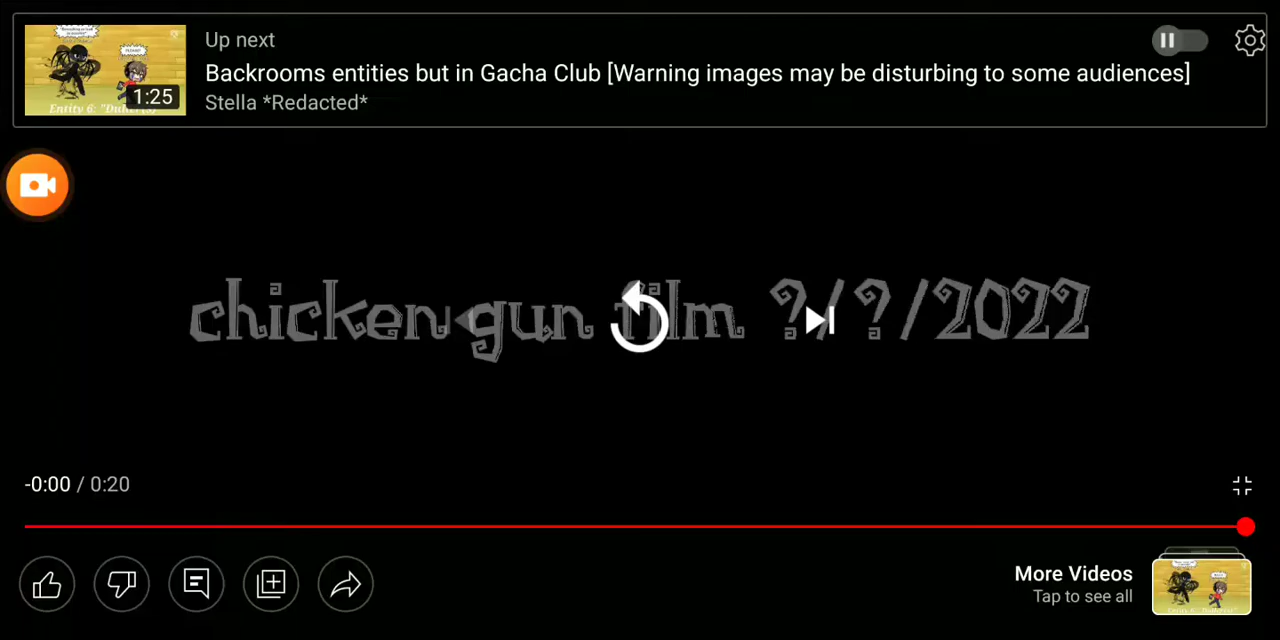 Up next
Backrooms entities but in Gacha Club [Warning images may be disturbing to some audiences]
Stella *Redacted*
1:25
chicken gun film ?/?/2022
-0:00 / 0:20
More Videos
Tap to see all